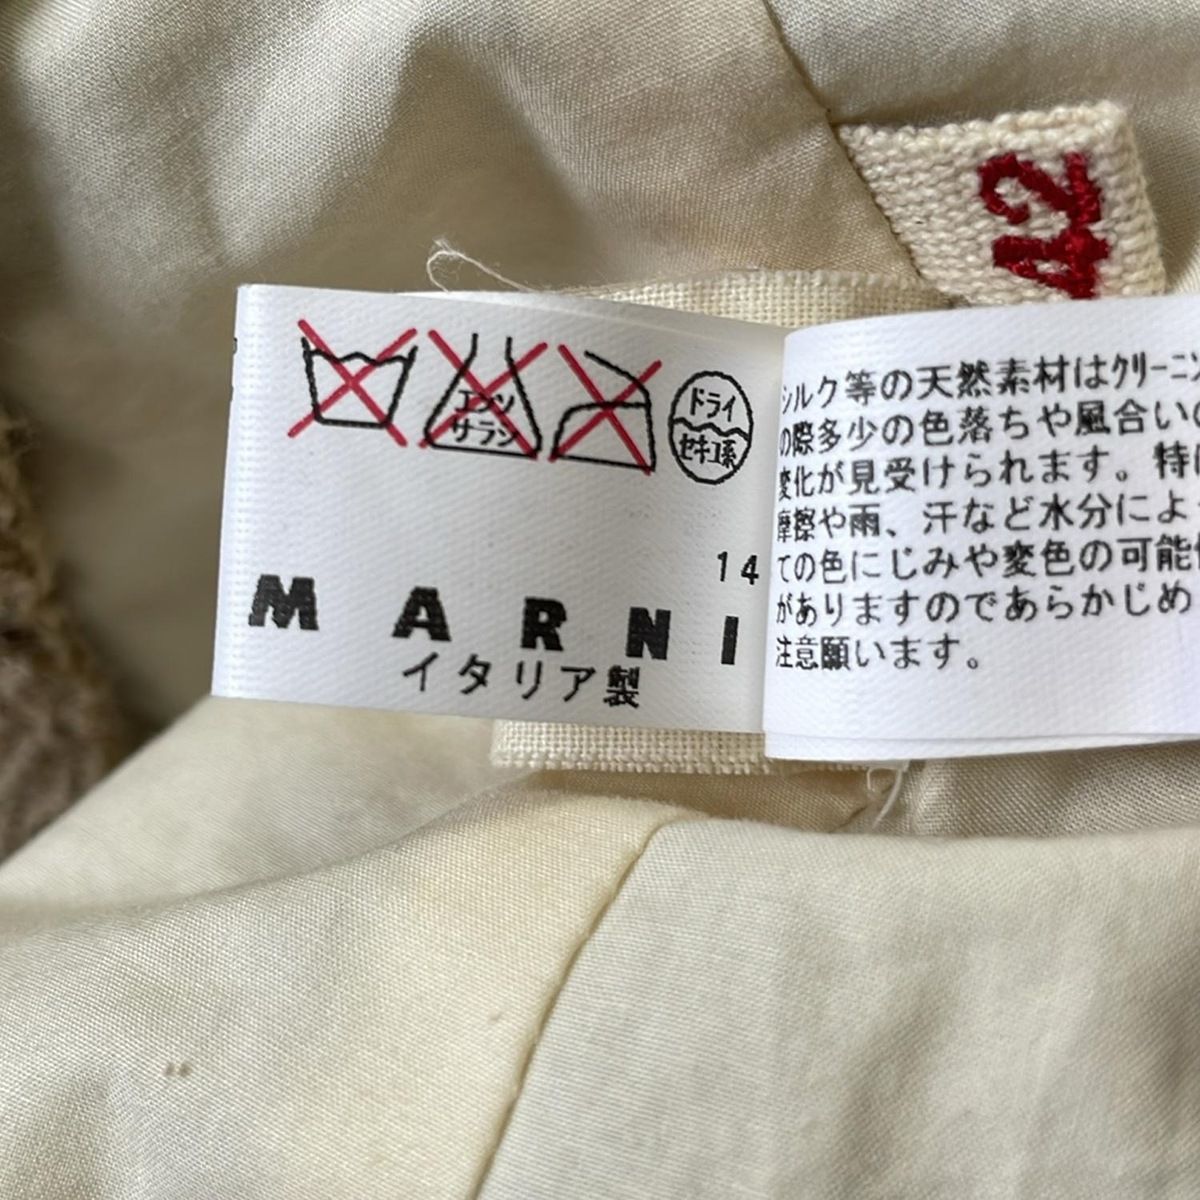 42
エンソ
サラシ
ドライ
セキユ系
14
MARNI
イタリア製
シルク等の天然素材はクリーニン
の際多少の色落ちや風合いの
変化が見受けられます。特に
摩擦や雨、汗など水分によっ
ての色にじみや変色の可能性
がありますのであらかじめ
注意願います。